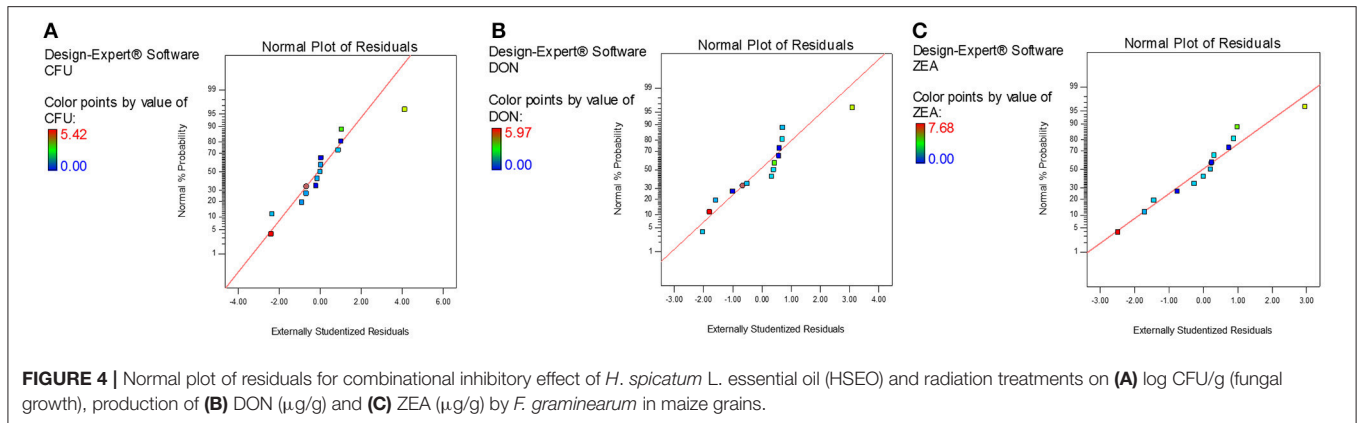 A
Design-Expert® Software
CFU
Color points by value of
CFU:
5.42
0.00
Normal Plot of Residuals
Normal % Probability
99
95
90
80
70
50
30
20
10
5
1
-4.00 -2.00 0.00 2.00 4.00 6.00
Externally Studentized Residuals
B
Design-Expert® Software
DON
Color points by value of
DON:
5.97
0.00
Normal Plot of Residuals
Normal % Probability
99
95
90
80
70
50
30
20
10
5
1
-3.00 -2.00 -1.00 0.00 1.00 2.00 3.00 4.00
Externally Studentized Residuals
C
Design-Expert® Software
ZEA
Color points by value of
ZEA:
7.68
0.00
Normal Plot of Residuals
Normal % Probability
99
95
90
80
70
50
30
20
10
5
1
-3.00 -2.00 -1.00 0.00 1.00 2.00 3.00
Externally Studentized Residuals
FIGURE 4 | Normal plot of residuals for combinational inhibitory effect of H. spicatum L. essential oil (HSEO) and radiation treatments on (A) log CFU/g (fungal
growth), production of (B) DON (μg/g) and (C) ZEA (μg/g) by F. graminearum in maize grains.